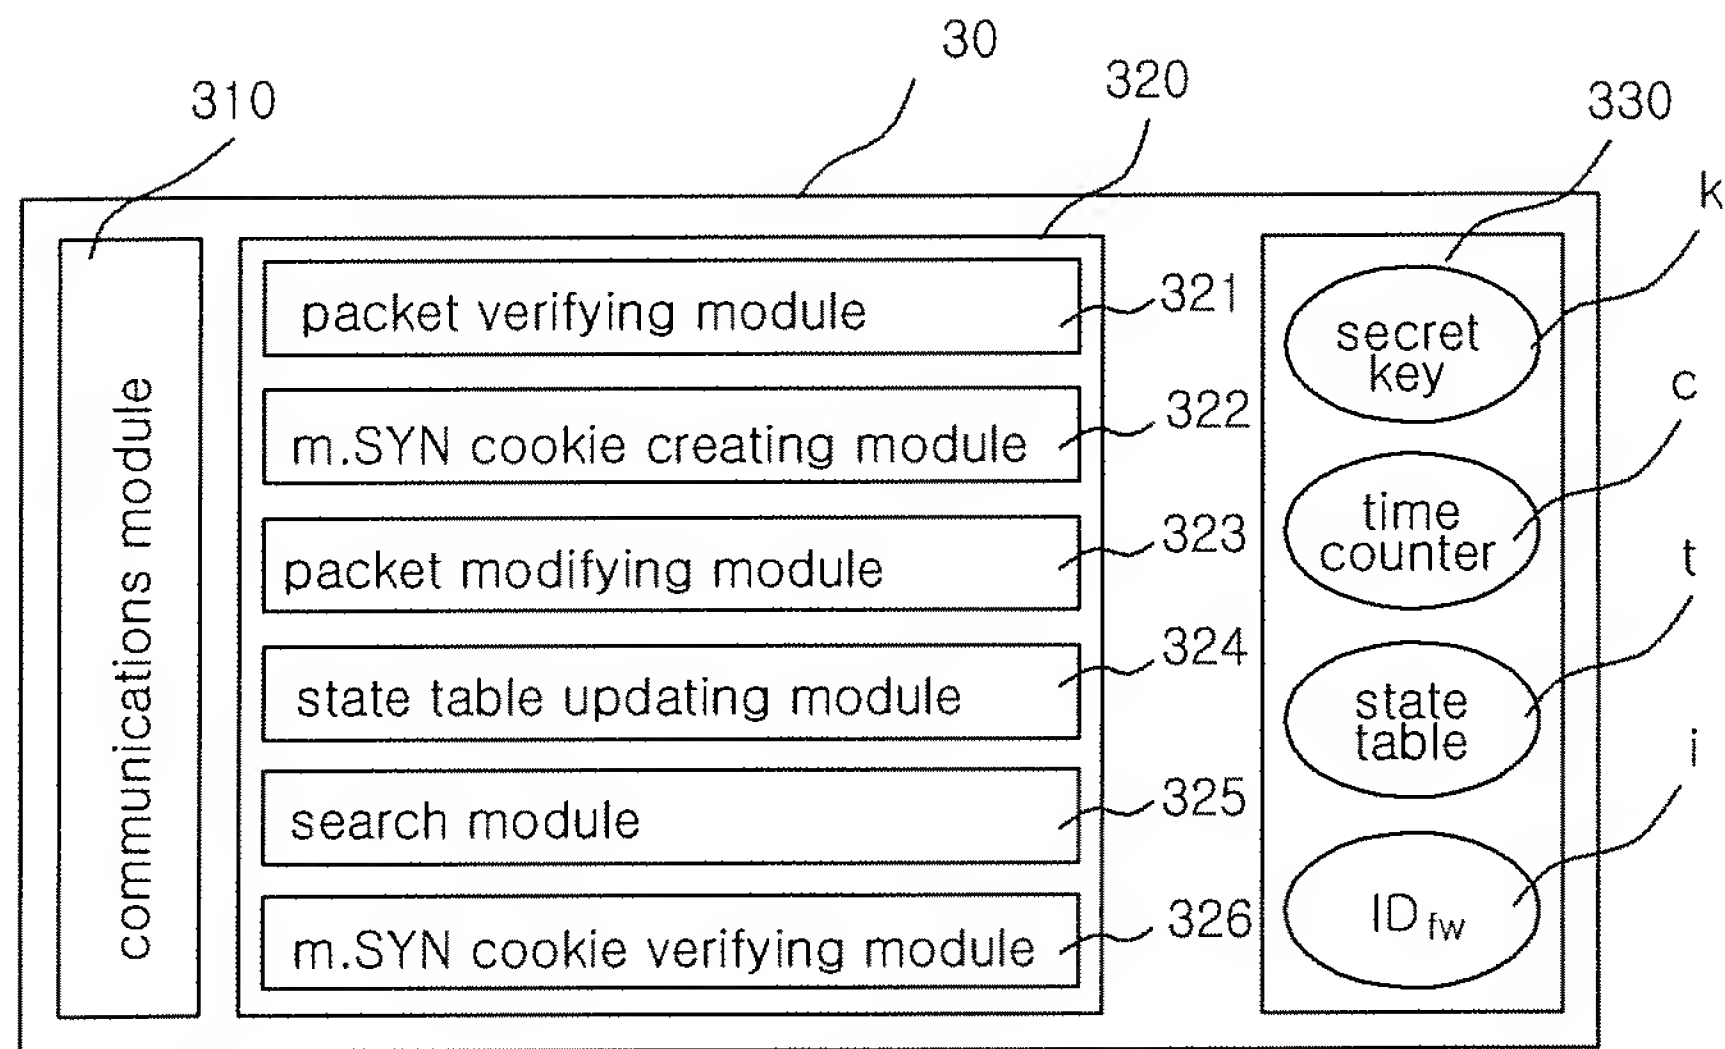 30
310
320
330
k
packet verifying module
321
secret
key
m.SYN cookie creating module
322
c
packet modifying module
323
time
counter
t
state table updating module
324
state
table
i
search module
325
m.SYN cookie verifying module
326
ID fw
communications module